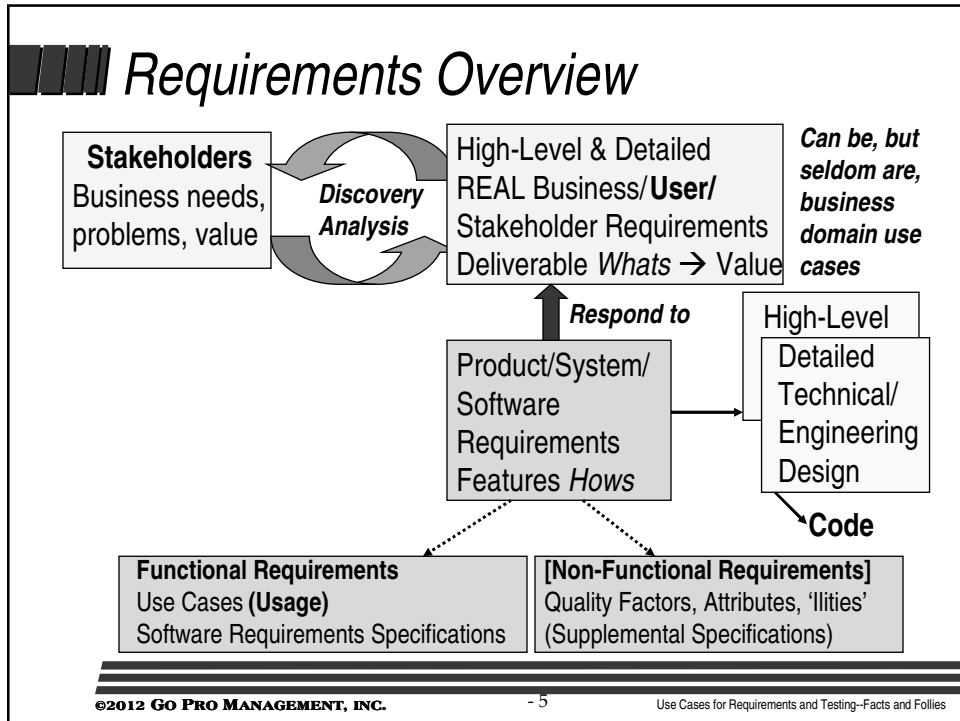 Requirements Overview
Stakeholders
Business needs,
problems, value
Discovery
Analysis
High-Level & Detailed
REAL Business/User/
Stakeholder Requirements
Deliverable Whats → Value
Can be, but
seldom are,
business
domain use
cases
Respond to
Product/System/
Software
Requirements
Features Hows
High-Level
Detailed
Technical/
Engineering
Design
Code
Functional Requirements
Use Cases (Usage)
Software Requirements Specifications
[Non-Functional Requirements]
Quality Factors, Attributes, ‘Ilities’
(Supplemental Specifications)
©2012 GO PRO MANAGEMENT, INC.
- 5
Use Cases for Requirements and Testing--Facts and Follies